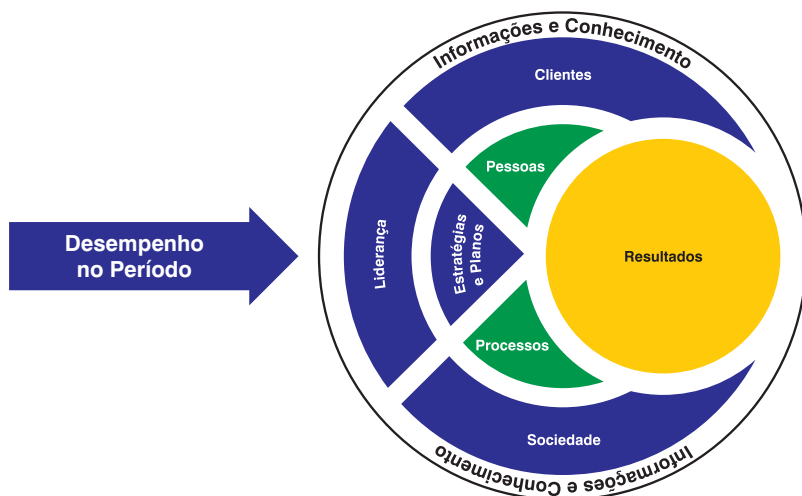 Informações e Conhecimento
Clientes
Pessoas
Liderança
Estratégias
e Planos
Desempenho
no Período
Resultados
Processos
Sociedade
Informações e Conhecimento